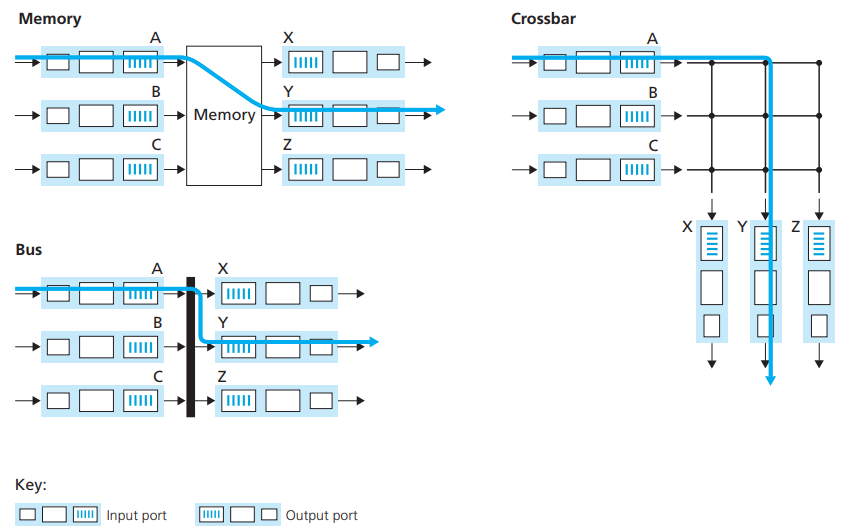 Memory
A
X
B
Memory
Y
C
Z
Crossbar
A
B
C
X
Y
Z
Bus
A
X
B
Y
C
Z
Key:
Input port
Output port